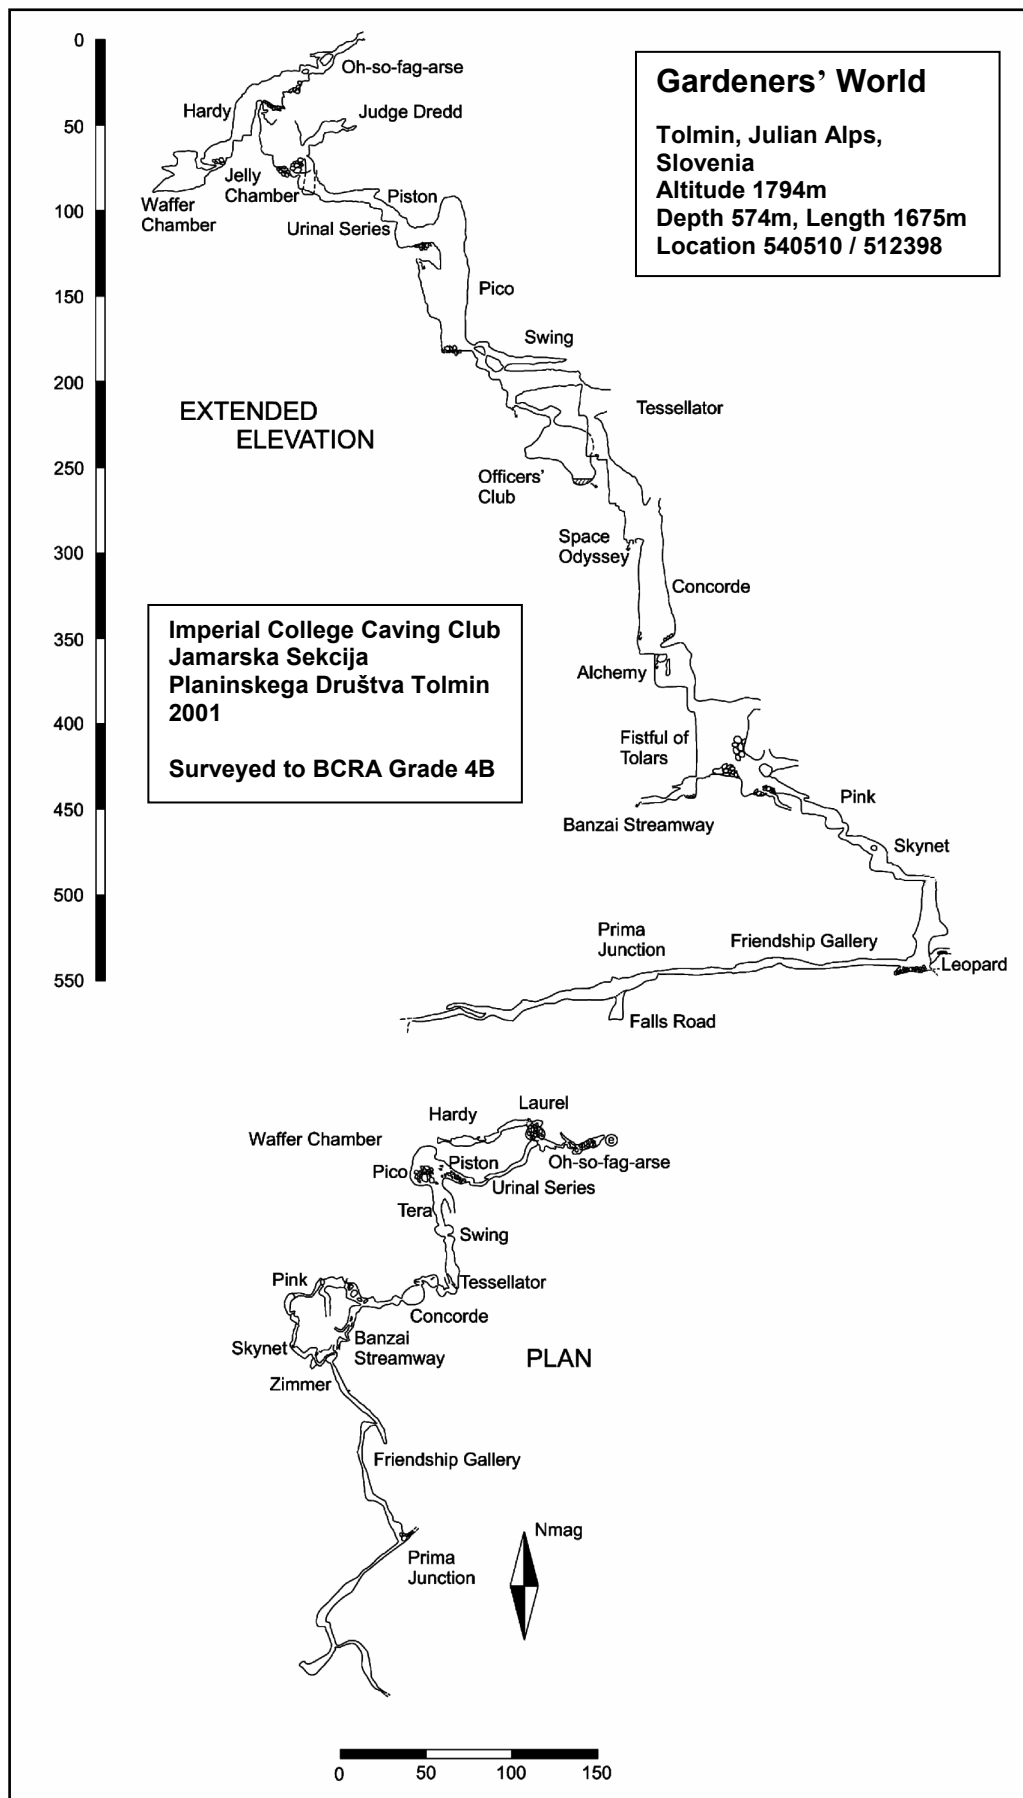 0
50
100
150
200
250
300
350
400
450
500
550
Gardeners’ World
Tolmin, Julian Alps,
Slovenia
Altitude 1794m
Depth 574m, Length 1675m
Location 540510 / 512398
Oh-so-fag-arse
Hardy
Judge Dredd
Jelly
Chamber
Waffer
Chamber
Piston
Urinal Series
Pico
Swing
EXTENDED
ELEVATION
Tessellator
Officers'
Club
Space
Odyssey
Concorde
Imperial College Caving Club
Jamarska Sekcija
Planinskega Društva Tolmin
2001
Surveyed to BCRA Grade 4B
Alchemy
Fistful of
Tolars
Pink
Banzai Streamway
Skynet
Prima
Junction
Friendship Gallery
Leopard
Falls Road
Laurel
Hardy
Waffer Chamber
Oh-so-fag-arse
Piston
Pico
Urinal Series
Tera
Swing
Pink
Tessellator
Concorde
Banzai
Streamway
Skynet
PLAN
Zimmer
Friendship Gallery
Nmag
Prima
Junction
0
50
100
150